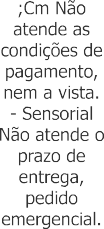 ;Cm Não
atende as
condições de
pagamento,
nem a vista.
- Sensorial
Não atende o
prazo de
entrega,
pedido
emergencial.